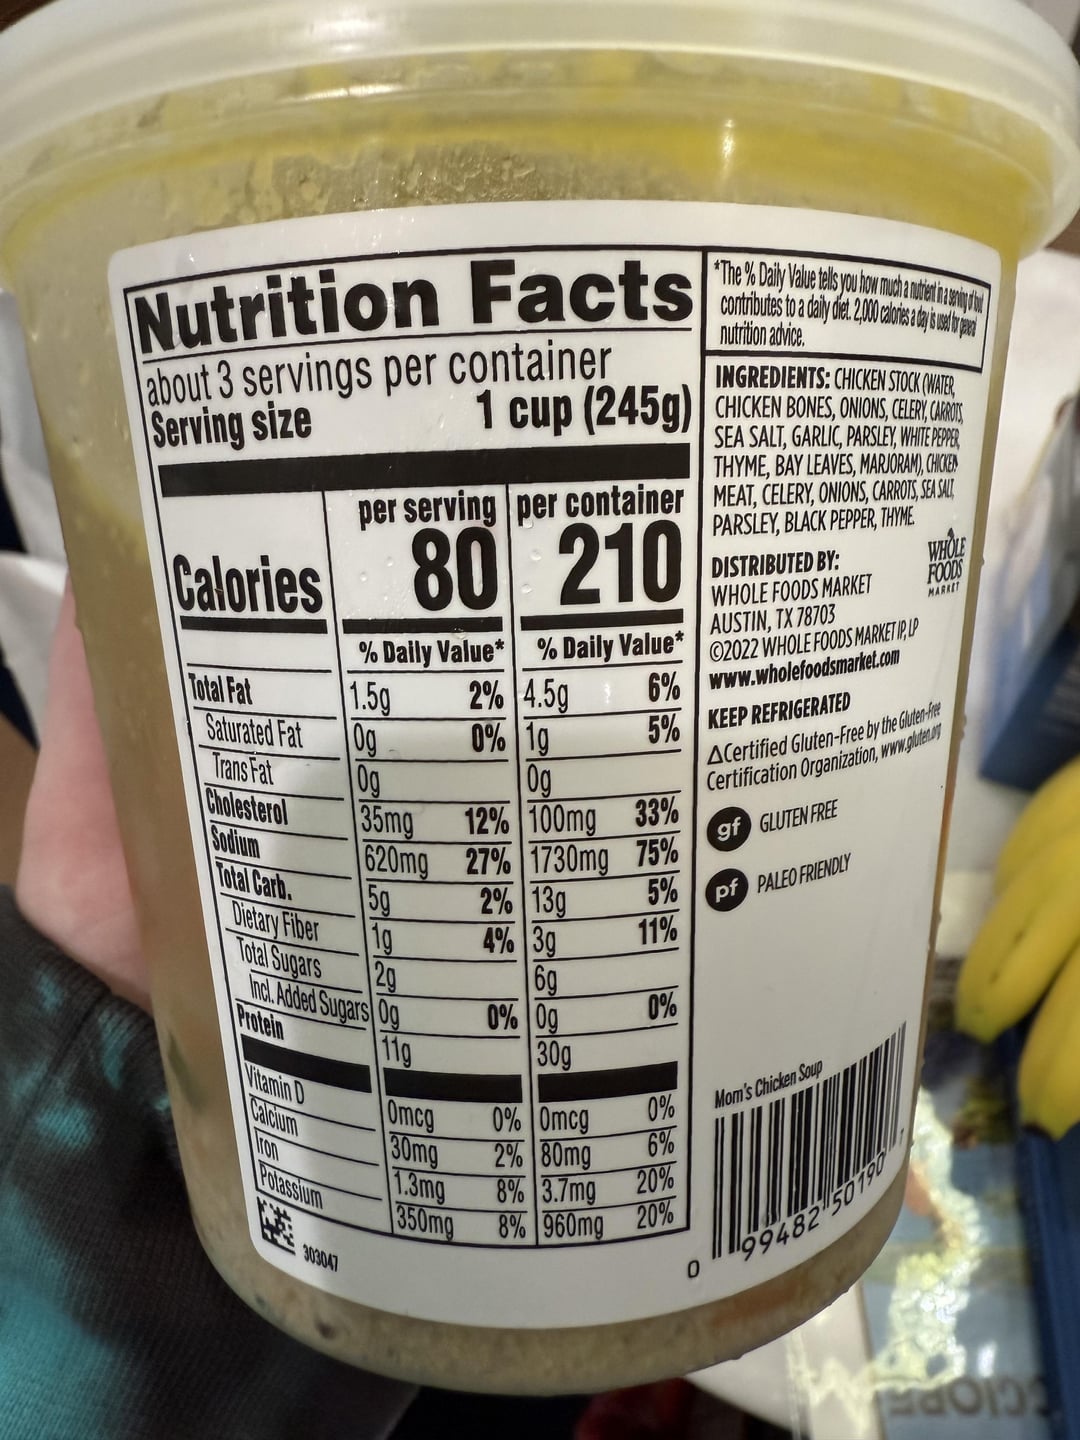 Nutrition Facts
about 3 servings per container
Serving size 1 cup (245g)
per serving per container
Calories 80 210
% Daily Value* % Daily Value*
Total Fat 1.5g 2% 4.5g 6%
Saturated Fat 0g 0% 1g 5%
Trans Fat 0g 0g
Cholesterol 35mg 12% 100mg 33%
Sodium 620mg 27% 1730mg 75%
Total Carb. 5g 2% 13g 5%
Dietary Fiber 1g 4% 3g 11%
Total Sugars 2g 6g
Incl. Added Sugars 0g 0% 0g 0%
Protein 11g 30g
Vitamin D 0mcg 0% 0mcg 0%
Calcium 30mg 2% 80mg 6%
Iron 1.3mg 8% 3.7mg 20%
Potassium 350mg 8% 960mg 20%
303047
*The % Daily Value tells you how much a nutrient in a serving of food
contributes to a daily diet. 2,000 calories a day is used for general
nutrition advice.
INGREDIENTS: CHICKEN STOCK (WATER,
CHICKEN BONES, ONIONS, CELERY, CARROTS,
SEA SALT, GARLIC, PARSLEY, WHITE PEPPER,
THYME, BAY LEAVES, MARJORAM), CHICKEN
MEAT, CELERY, ONIONS, CARROTS, SEA SALT,
PARSLEY, BLACK PEPPER, THYME.
DISTRIBUTED BY:
WHOLE FOODS MARKET
AUSTIN, TX 78703
©2022 WHOLE FOODS MARKET IP, LP
www.wholefoodsmarket.com
WHOLE
FOODS
MARKET
KEEP REFRIGERATED
ΔCertified Gluten-Free by the Gluten-Free
Certification Organization, www.gluten.org
gf GLUTEN FREE
pf PALEO FRIENDLY
Mom's Chicken Soup
0 99482 50190 7